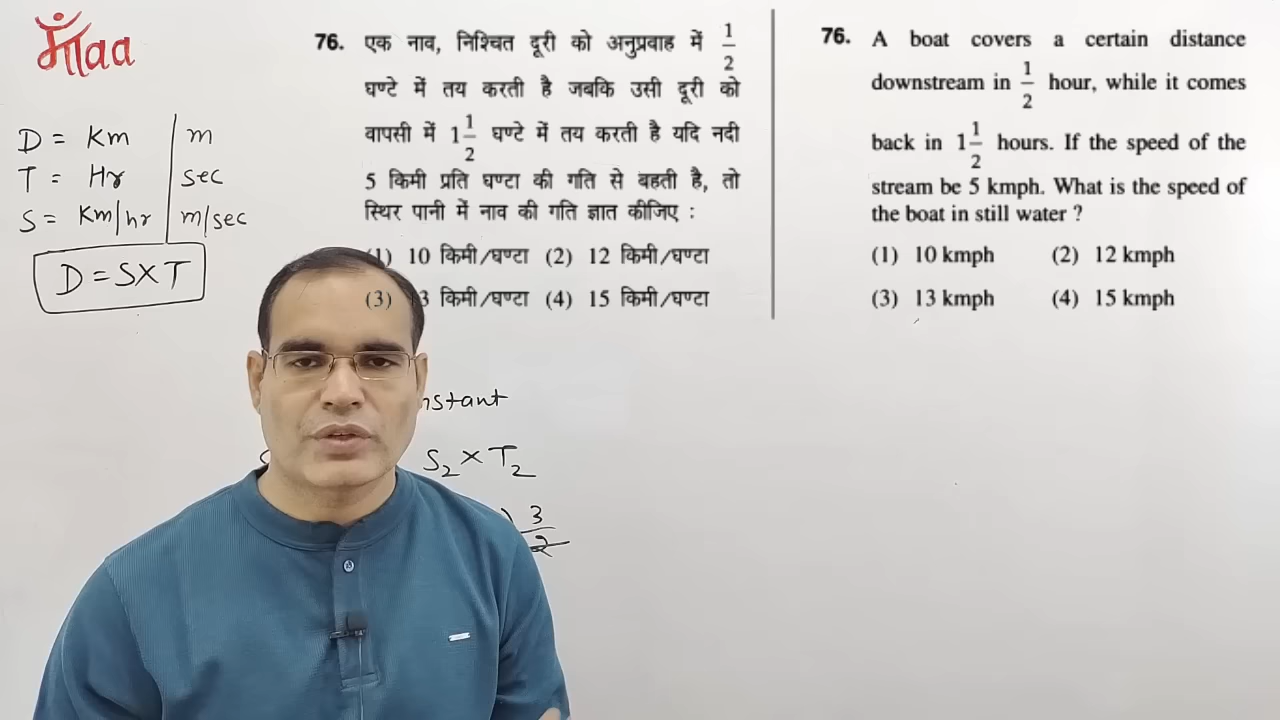 माँaa
D = Km | m
T = Hr | sec
S = Km/hr | m/sec
D = S×T
76. एक नाव, निश्चित दूरी को अनुप्रवाह में 1/2
घण्टे में तय करती है जबकि उसी दूरी को
वापसी में 1 1/2 घण्टे में तय करती है यदि नदी
5 किमी प्रति घण्टा की गति से बहती है, तो
स्थिर पानी में नाव की गति ज्ञात कीजिए :
(1) 10 किमी/घण्टा (2) 12 किमी/घण्टा
(3) 3 किमी/घण्टा (4) 15 किमी/घण्टा
nstant
S2 × T2
) 3/2
76. A boat covers a certain distance
downstream in 1/2 hour, while it comes
back in 1 1/2 hours. If the speed of the
stream be 5 kmph. What is the speed of
the boat in still water ?
(1) 10 kmph (2) 12 kmph
(3) 13 kmph (4) 15 kmph